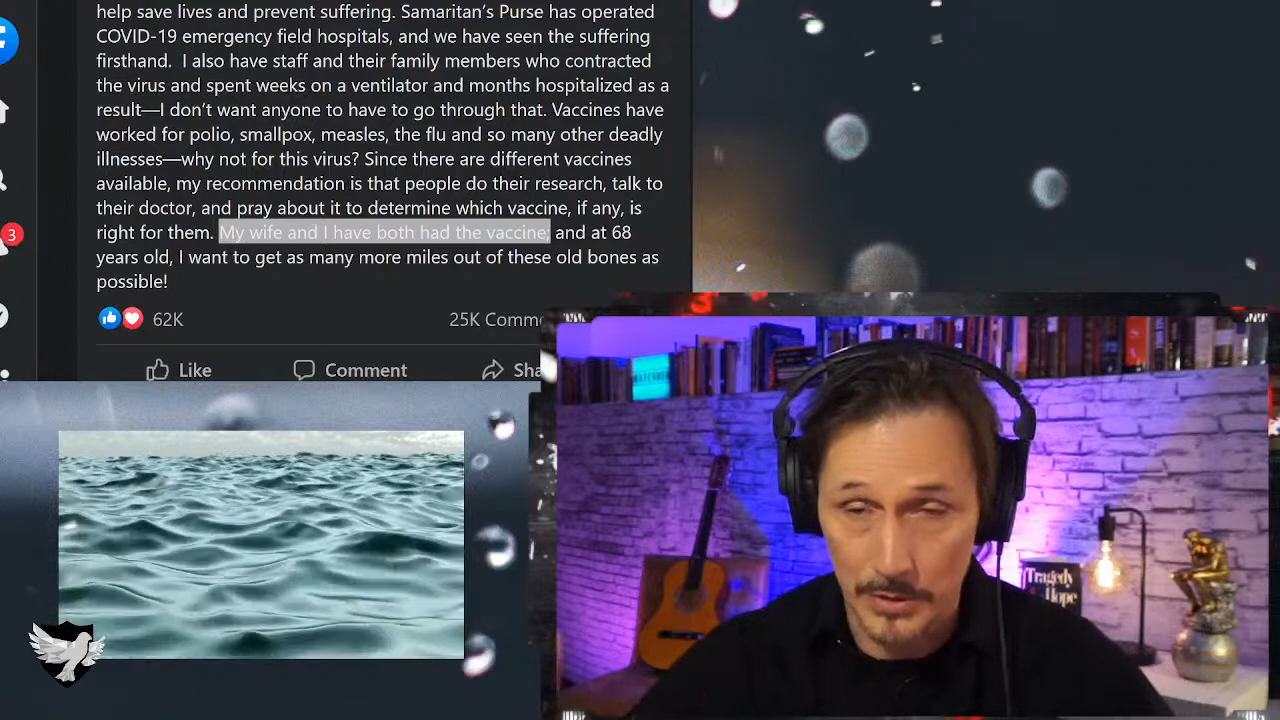 help save lives and prevent suffering. Samaritan’s Purse has operated
COVID-19 emergency field hospitals, and we have seen the suffering
firsthand.  I also have staff and their family members who contracted
the virus and spent weeks on a ventilator and months hospitalized as a
result—I don’t want anyone to have to go through that. Vaccines have
worked for polio, smallpox, measles, the flu and so many other deadly
illnesses—why not for this virus? Since there are different vaccines
available, my recommendation is that people do their research, talk to
their doctor, and pray about it to determine which vaccine, if any, is
right for them. My wife and I have both had the vaccine; and at 68
years old, I want to get as many more miles out of these old bones as
possible!
3
62K
25K Comme
Like
Comment
Sha
Tragedy
Hope